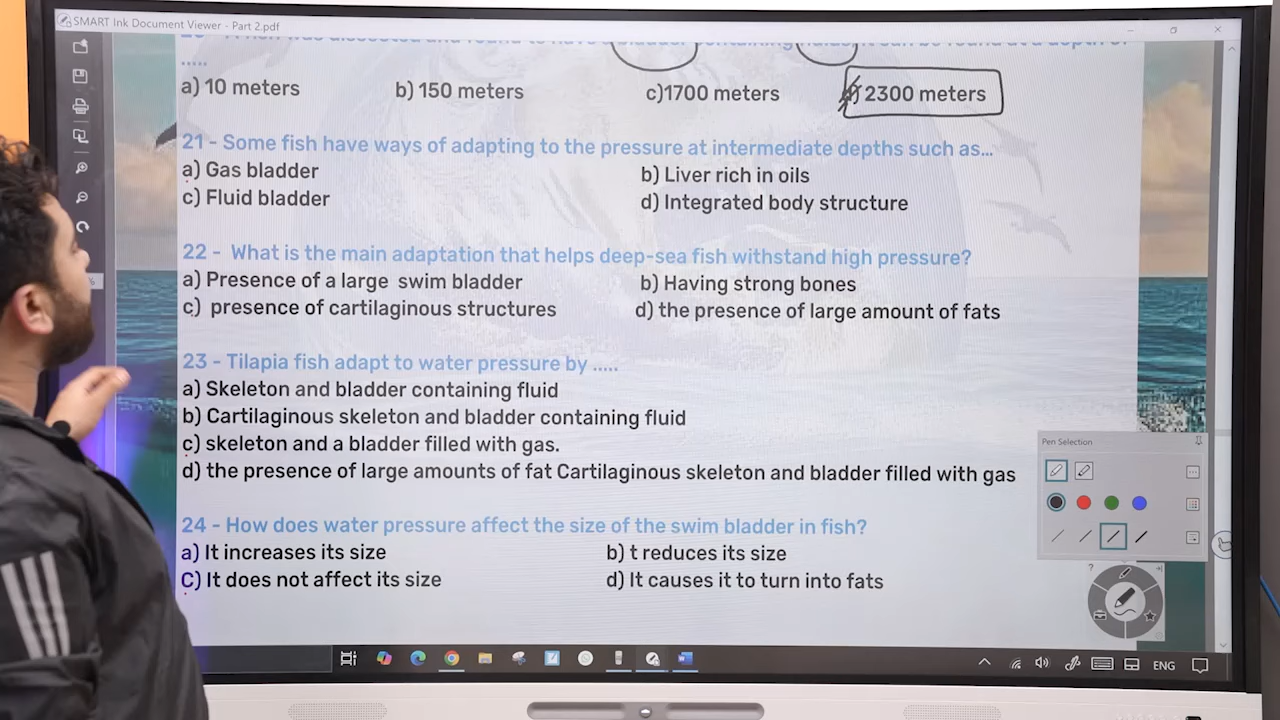 SMART Ink Document Viewer - Part 2.pdf
.....
a) 10 meters b) 150 meters c)1700 meters d) 2300 meters
21 - Some fish have ways of adapting to the pressure at intermediate depths such as...
a) Gas bladder b) Liver rich in oils
c) Fluid bladder d) Integrated body structure
22 - What is the main adaptation that helps deep-sea fish withstand high pressure?
a) Presence of a large swim bladder b) Having strong bones
c) presence of cartilaginous structures d) the presence of large amount of fats
23 - Tilapia fish adapt to water pressure by .....
a) Skeleton and bladder containing fluid
b) Cartilaginous skeleton and bladder containing fluid
c) skeleton and a bladder filled with gas.
d) the presence of large amounts of fat Cartilaginous skeleton and bladder filled with gas
Pen Selection
24 - How does water pressure affect the size of the swim bladder in fish?
a) It increases its size b) t reduces its size
C) It does not affect its size d) It causes it to turn into fats
ENG